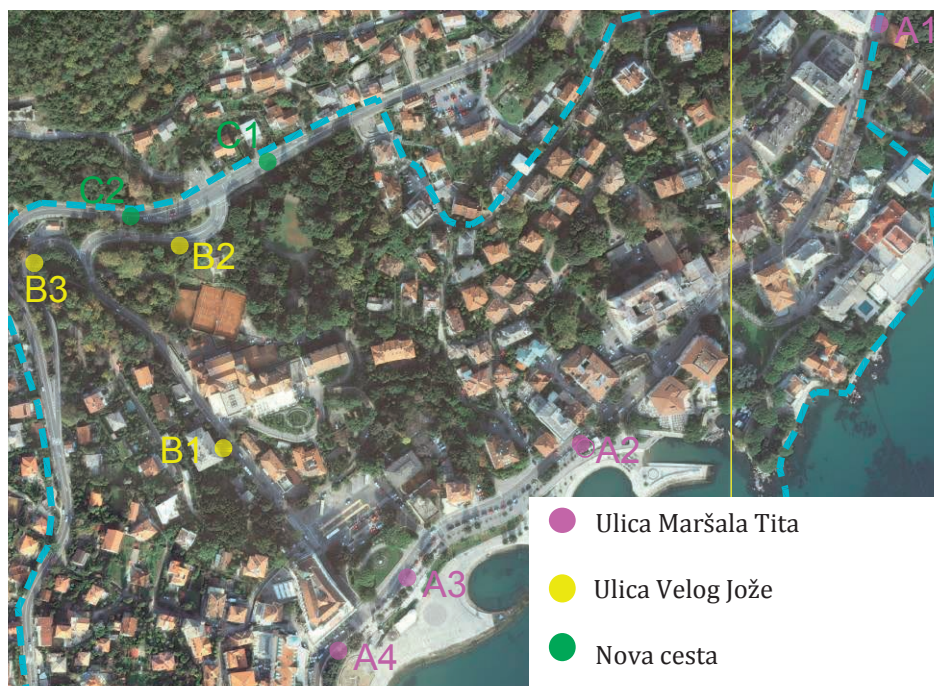 A1
C1
C2
B2
B3
B1
A2
A3
A4
Ulica Maršala Tita
Ulica Velog Jože
Nova cesta